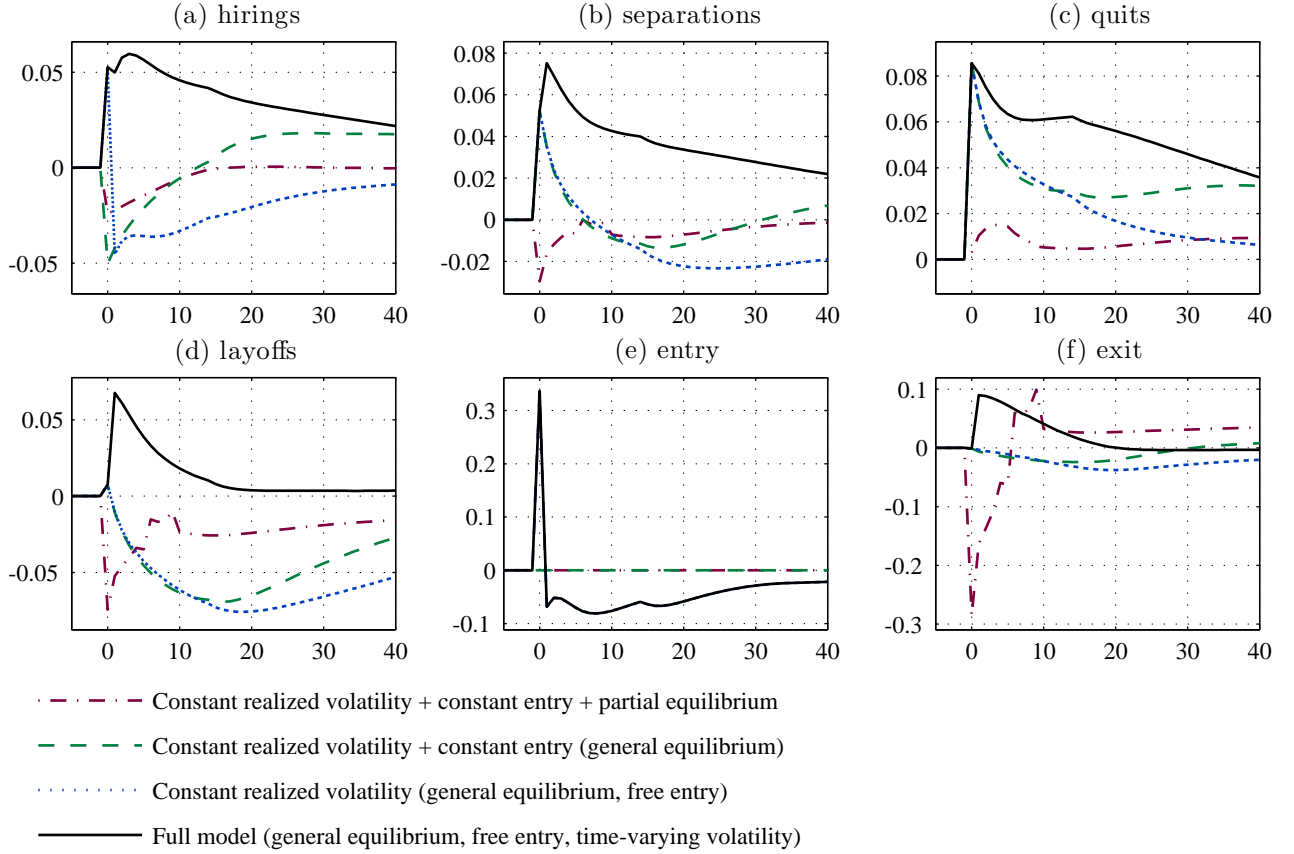 (a) hirings
(b) separations
(c) quits
0.05
0
-0.05
0.08
0.06
0.04
0.02
0
-0.02
0.08
0.06
0.04
0.02
0
0 10 20 30 40
0 10 20 30 40
0 10 20 30 40
(d) layoffs
(e) entry
(f) exit
0.05
0
-0.05
0.3
0.2
0.1
0
-0.1
0.1
0
-0.1
-0.2
-0.3
0 10 20 30 40
0 10 20 30 40
0 10 20 30 40
Constant realized volatility + constant entry + partial equilibrium
Constant realized volatility + constant entry (general equilibrium)
Constant realized volatility (general equilibrium, free entry)
Full model (general equilibrium, free entry, time-varying volatility)